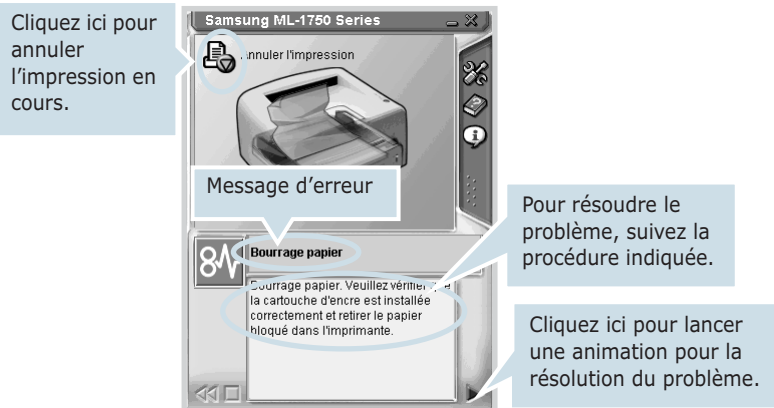 Cliquez ici pour
annuler
l'impression en
cours.
Samsung ML-1750 Series
Annuler l'impression
Message d'erreur
Bourrage papier
Bourrage papier. Veuillez vérifier que
la cartouche d'encre est installée
correctement et retirer le papier
bloqué dans l'imprimante.
Pour résoudre le
problème, suivez la
procédure indiquée.
Cliquez ici pour lancer
une animation pour la
résolution du problème.